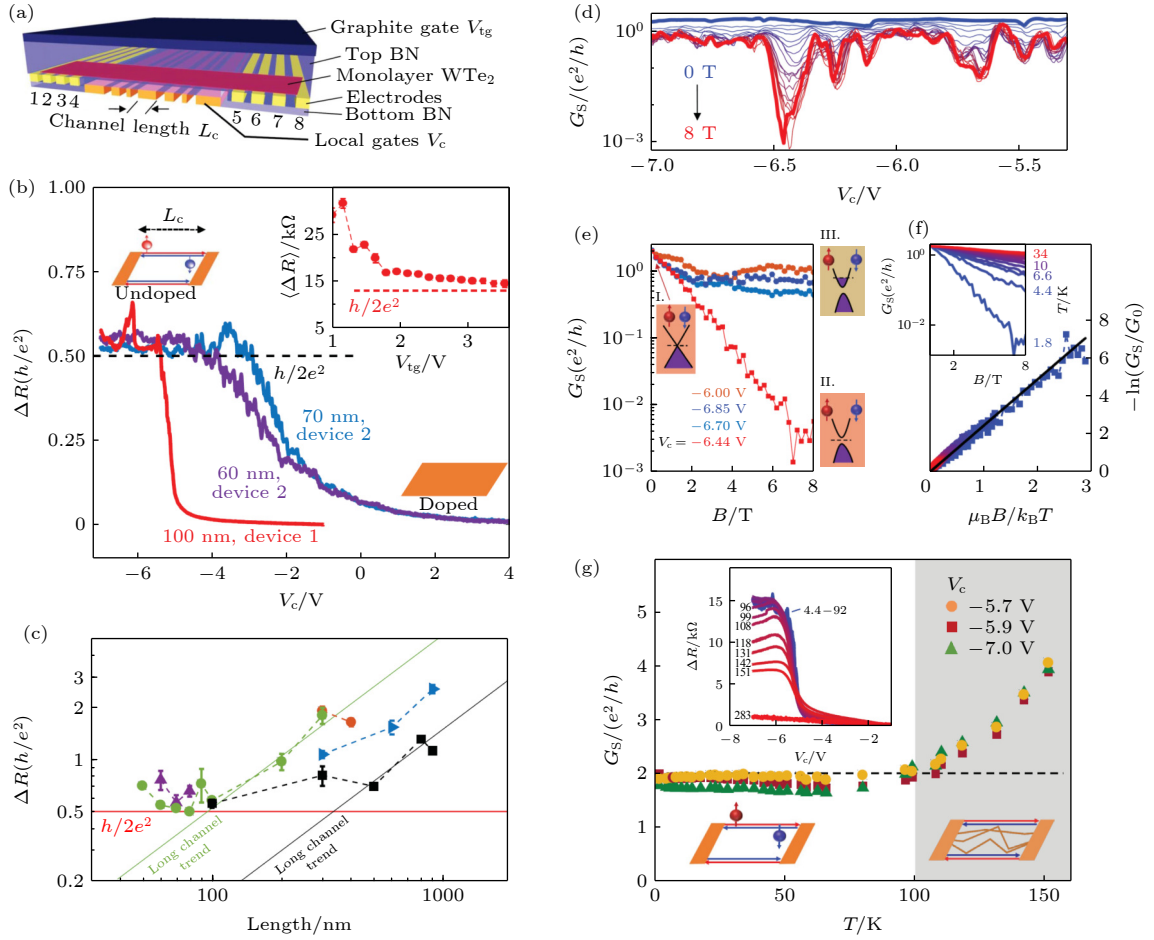 (a)
Graphite gate Vtg
Top BN
Monolayer WTe2
Electrodes
Bottom BN
1 2 3 4
5 6 7 8
Channel length Lc
Local gates Vc
(b)
1.00
0.75
0.50
0.25
0
ΔR(h/e²)
Lc
Undoped
h/2e²
70 nm, device 2
60 nm, device 2
100 nm, device 1
Doped
−6 −4 −2 0 2 4
Vc/V
⟨ΔR⟩/kΩ
25
15
5
h/2e²
1 2 3
Vtg/V
(c)
3
2
1
0.5
0.2
ΔR(h/e²)
h/2e²
Long channel trend
Long channel trend
100 1000
Length/nm
(d)
10⁰
10⁻³
GS/(e²/h)
0 T
8 T
−7.0 −6.5 −6.0 −5.5
Vc/V
(e)
10⁰
10⁻¹
10⁻²
10⁻³
GS(e²/h)
I.
III.
II.
−6.00 V
−6.85 V
−6.70 V
Vc = −6.44 V
0 2 4 6 8
B/T
(f)
10⁰
10⁻²
GS(e²/h)
34
10
6.6
4.4
1.8
T/K
2 8
B/T
8
6
4
2
0
−ln(GS/G0)
0 1 2 3
μBB/kBT
(g)
5
4
3
2
1
0
GS/(e²/h)
15
10
5
0
ΔR/kΩ
96
99
108
118
131
142
151
283
4.4−92
−8 −6 −4 −2
Vc/V
Vc
−5.7 V
−5.9 V
−7.0 V
0 50 100 150
T/K